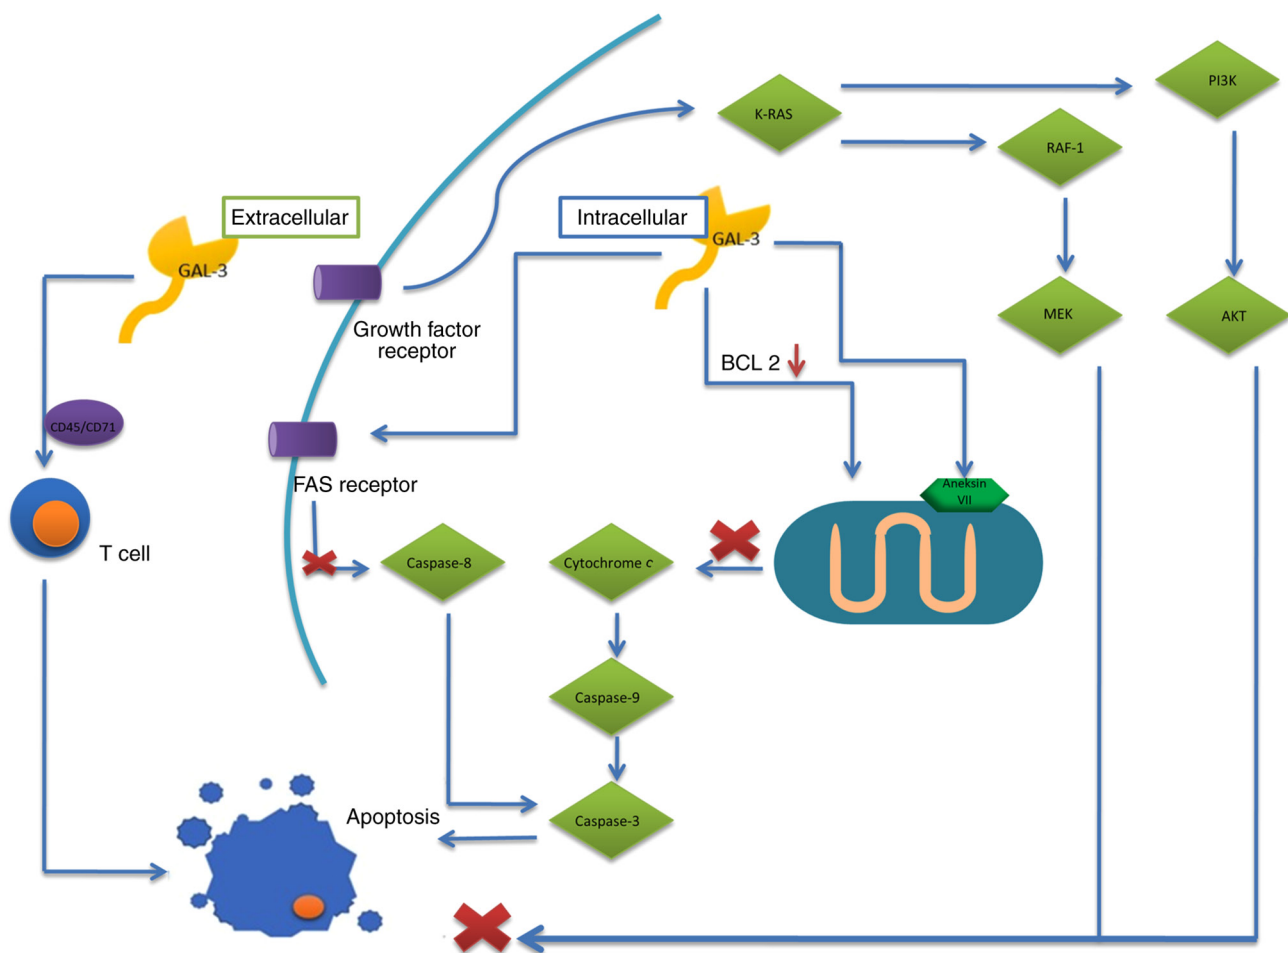 PI3K
K-RAS
RAF-1
Extracellular
Intracellular
GAL-3
GAL-3
MEK
AKT
Growth factor
receptor
BCL 2
CD45/CD71
FAS receptor
Aneksin
VII
T cell
Caspase-8
Cytochrome c
Caspase-9
Apoptosis
Caspase-3